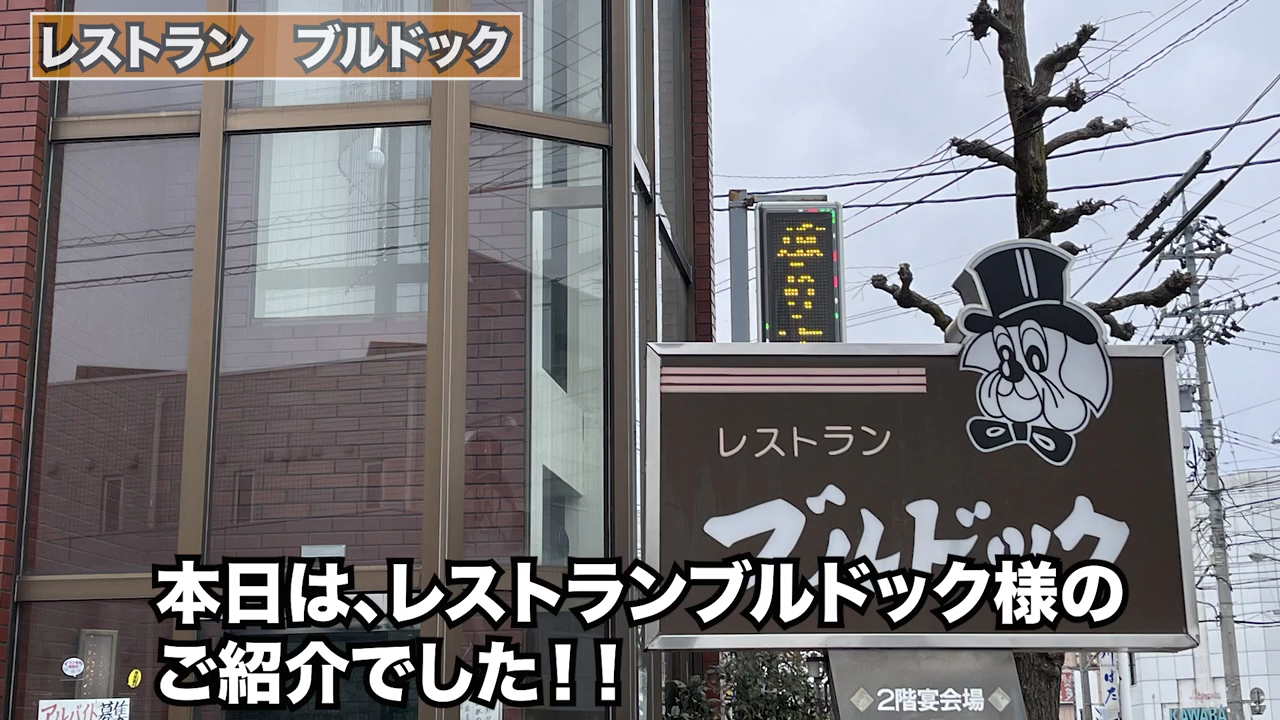 レストラン　ブルドック
レストラン
ブルドック
本日は、レストランブルドック様の
ご紹介でした！！
2階宴会場
アルバイト募集
KAWABA